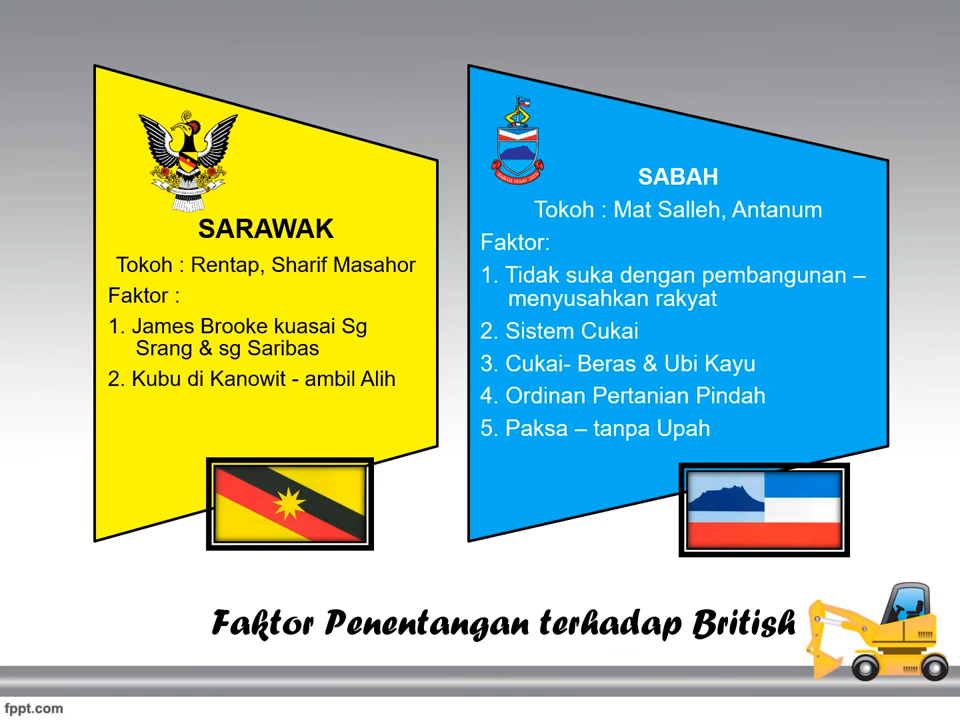 SARAWAK
Tokoh : Rentap, Sharif Masahor
Faktor :
1. James Brooke kuasai Sg
Srang & sg Saribas
2. Kubu di Kanowit - ambil Alih
SABAH
Tokoh : Mat Salleh, Antanum
Faktor:
1. Tidak suka dengan pembangunan –
menyusahkan rakyat
2. Sistem Cukai
3. Cukai- Beras & Ubi Kayu
4. Ordinan Pertanian Pindah
5. Paksa – tanpa Upah
Faktor Penentangan terhadap British
fppt.com